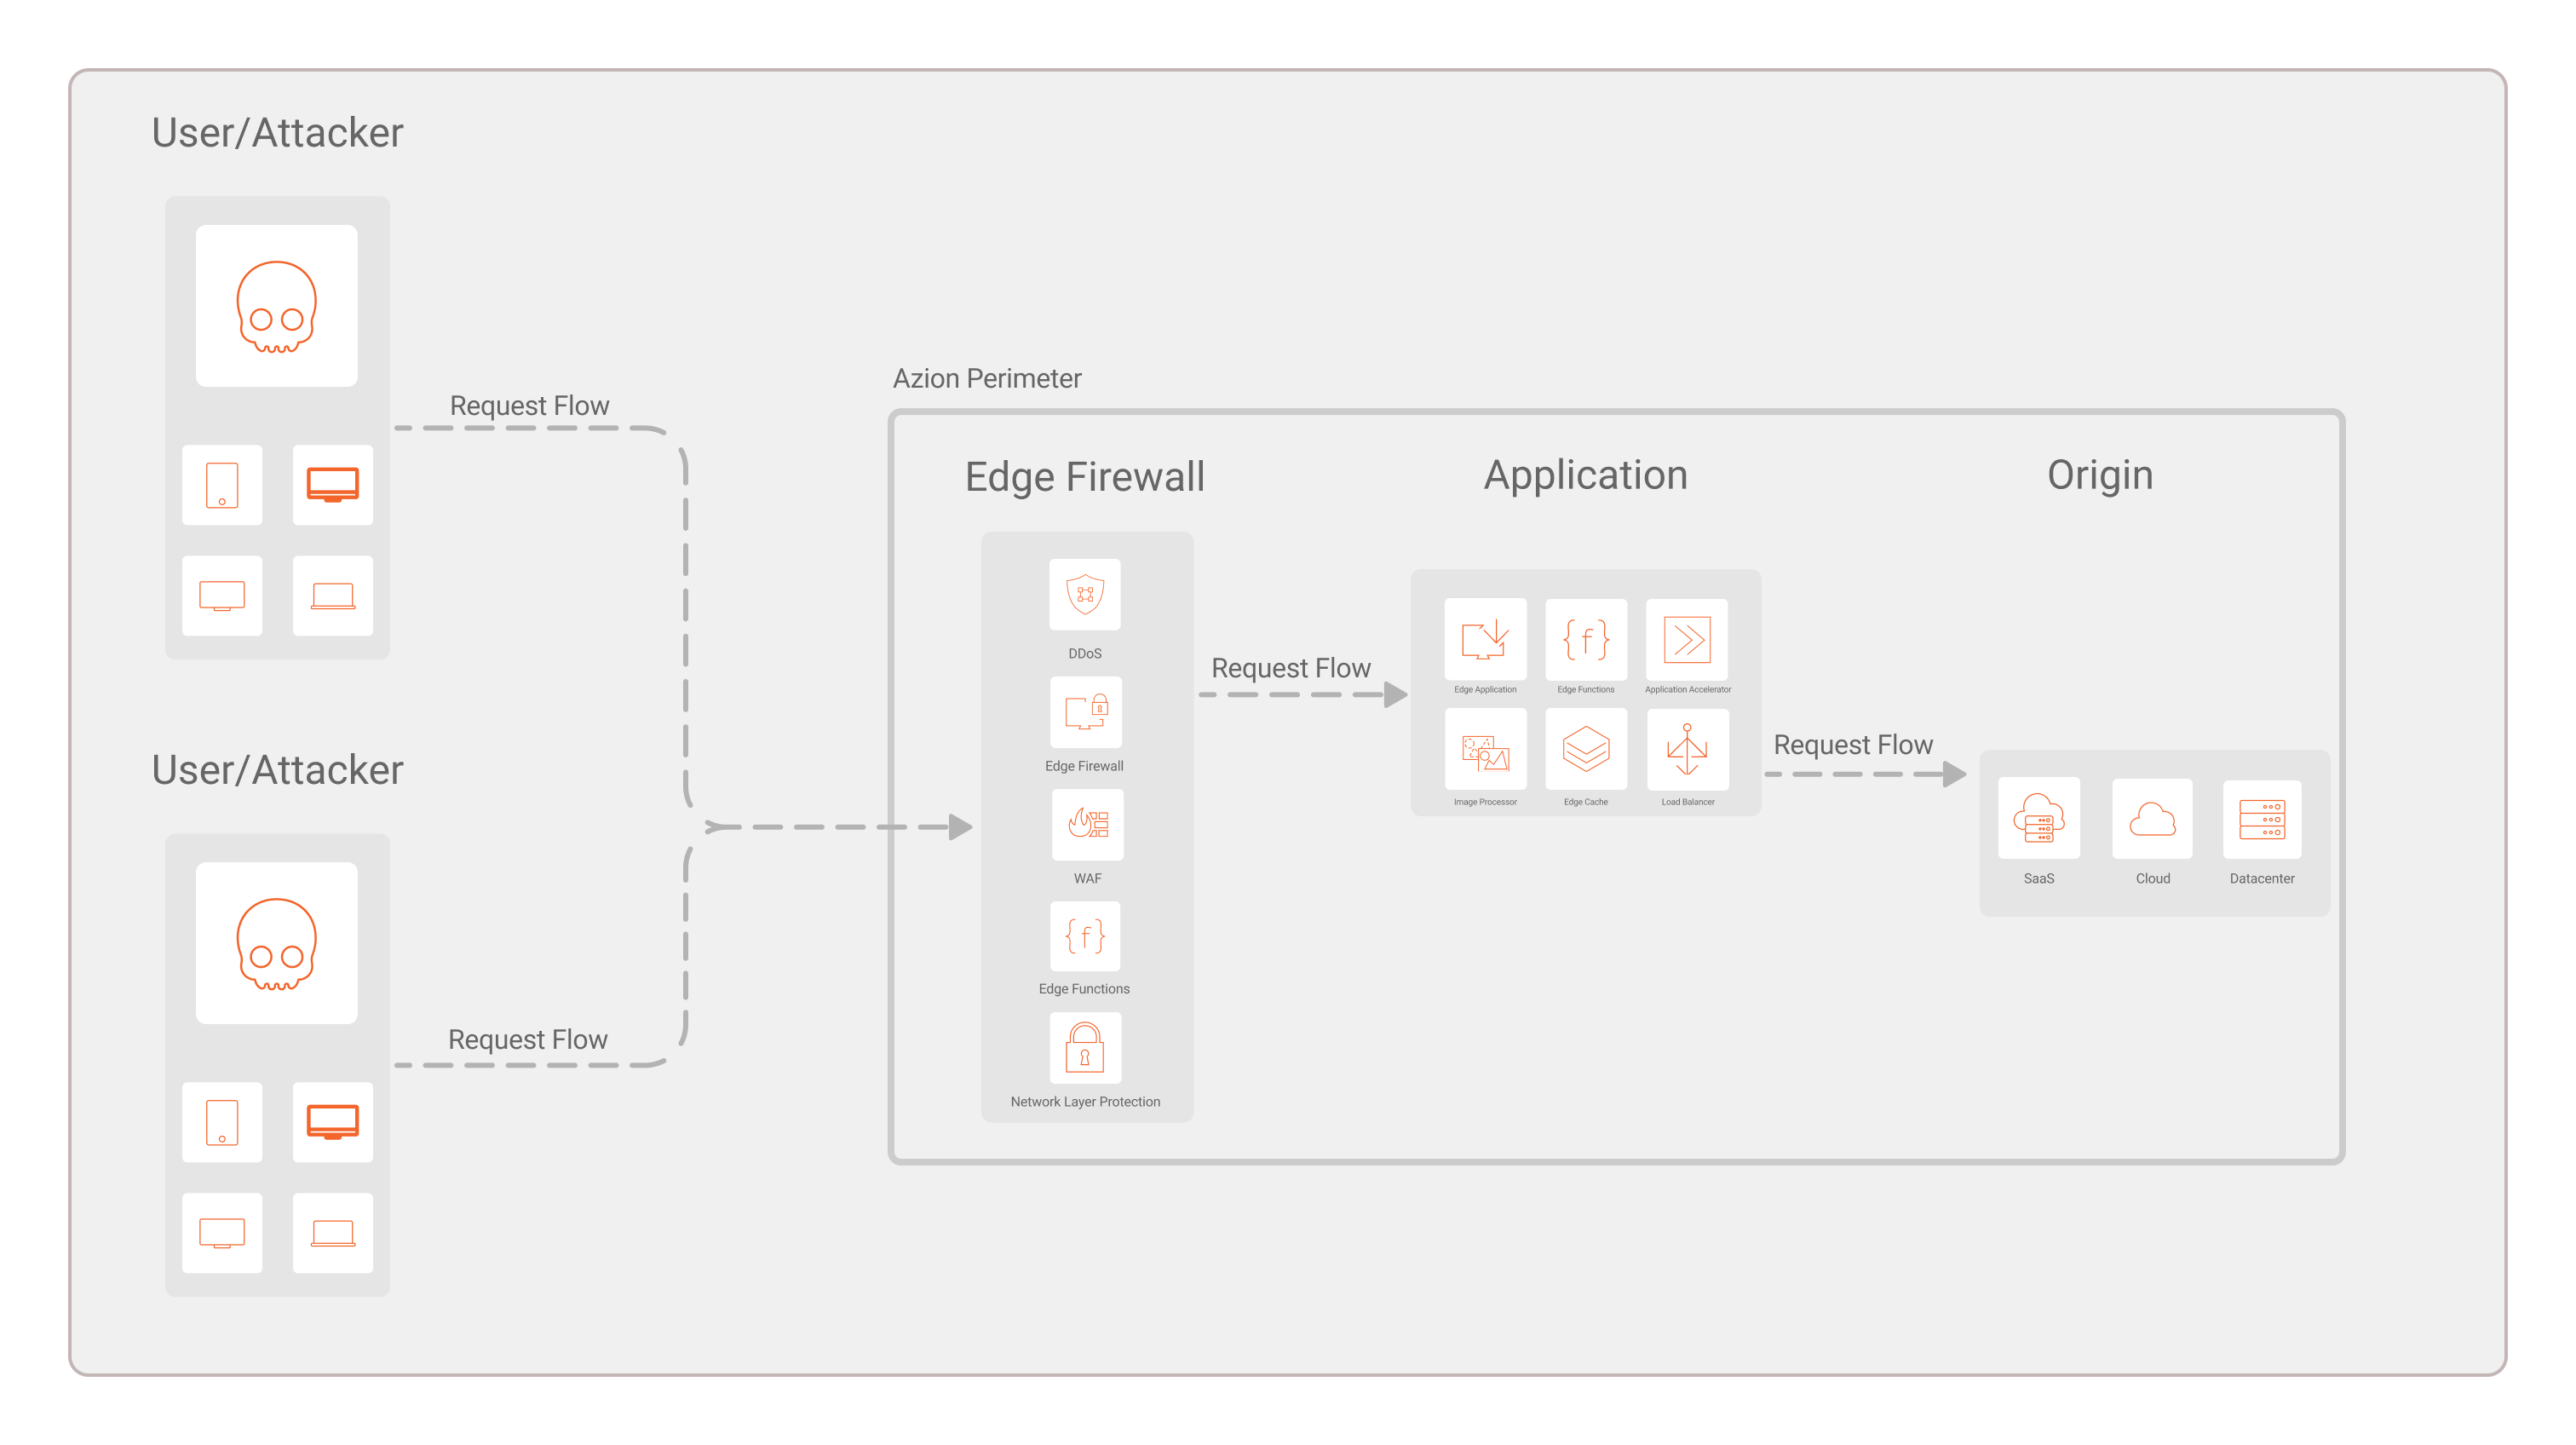 User/Attacker
Request Flow
User/Attacker
Request Flow
Azion Perimeter
Edge Firewall
DDoS
Edge Firewall
WAF
{f}
Edge Functions
Network Layer Protection
Request Flow
Application
Edge Application
{f}
Edge Functions
Application Accelerator
Image Processor
Edge Cache
Load Balancer
Request Flow
Origin
SaaS
Cloud
Datacenter